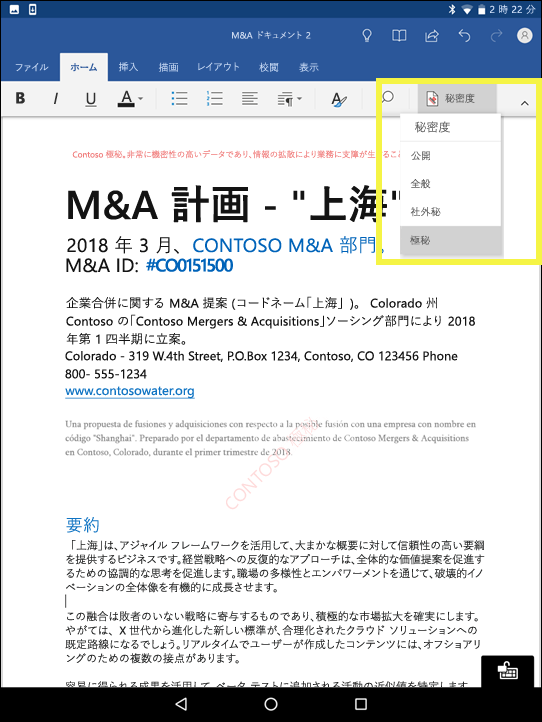 2 時 22 分
M&A ドキュメント 2
ファイル ホーム 挿入 描画 レイアウト 校閲 表示
B I U A 秘密度
秘密度
公開
全般
社外秘
極秘
Contoso 極秘。非常に機密性の高いデータであり、情報の拡散により業務に支障が生
M&A 計画 - "上海"
2018 年 3 月、 CONTOSO M&A 部門。
M&A ID: #CO0151500
企業合併に関する M&A 提案 (コードネーム「上海」)。 Colorado 州
Contoso の「Contoso Mergers & Acquisitions」ソーシング部門により 2018
年第 1 四半期に立案。
Colorado - 319 W.4th Street, P.O.Box 1234, Contoso, CO 123456 Phone
800- 555-1234
www.contosowater.org
Una propuesta de fusiones y adquisiciones con respecto a la posible fusión con una empresa con nombre en
código "Shanghai". Preparado por el departamento de abastecimiento de Contoso Mergers & Acquisitions
en Contoso, Colorado, durante el primer trimestre de 2018.
CONTOSO
要約
「上海」は、アジャイル フレームワークを活用して、大まかな概要に対して信頼性の高い要綱
を提供するビジネスです。経営戦略への反復的なアプローチは、全体的な価値提案を促進す
るための協調的な思考を促進します。職場の多様性とエンパワーメントを通じて、破壊的イノ
ベーションの全体像を有機的に成長させます。
この融合は敗者のいない戦略に寄与するものであり、積極的な市場拡大を確実にします。
やがては、 X 世代から進化した新しい標準が、合理化されたクラウド ソリューションへの
既定路線になるでしょう。リアルタイムでユーザーが作成したコンテンツには、オフショアリ
ングのための複数の接点があります。
容易に得られる成果を活用して、ベータ テストに追加される活動の近似値を特定します。